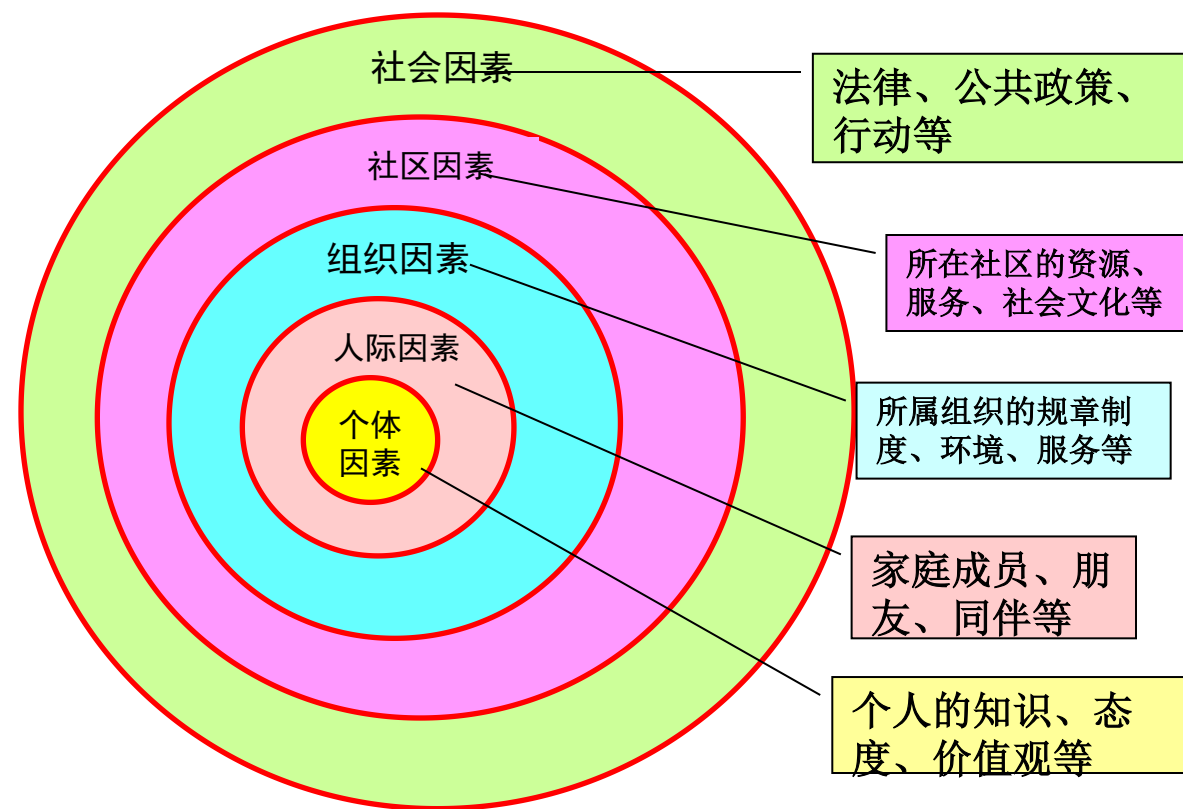 社会因素
法律、公共政策、
行动等
社区因素
所在社区的资源、
服务、社会文化等
组织因素
所属组织的规章制
度、环境、服务等
人际因素
家庭成员、朋
友、同伴等
个体
因素
个人的知识、态
度、价值观等